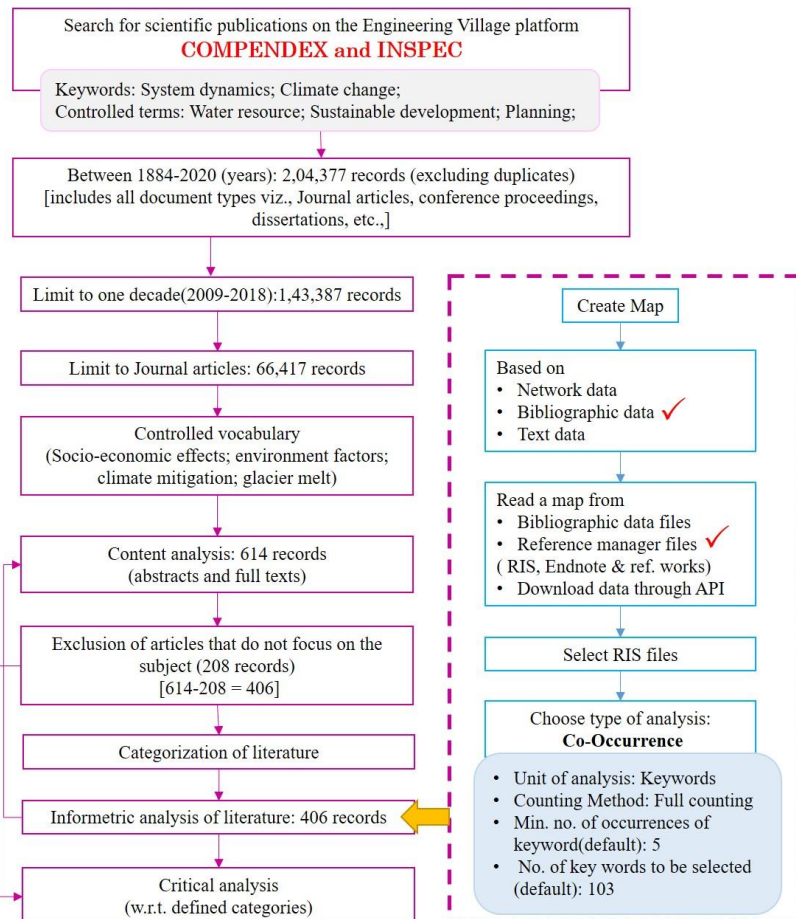 Search for scientific publications on the Engineering Village platform
COMPENDEX and INSPEC
Keywords: System dynamics; Climate change;
Controlled terms: Water resource; Sustainable development; Planning;
Between 1884-2020 (years): 2,04,377 records (excluding duplicates)
[includes all document types viz., Journal articles, conference proceedings,
dissertations, etc.,]
Limit to one decade(2009-2018):1,43,387 records
Limit to Journal articles: 66,417 records
Controlled vocabulary
(Socio-economic effects; environment factors;
climate mitigation; glacier melt)
Content analysis: 614 records
(abstracts and full texts)
Exclusion of articles that do not focus on the
subject (208 records)
[614-208 = 406]
Categorization of literature
Informetric analysis of literature: 406 records
Critical analysis
(w.r.t. defined categories)
Create Map
Based on
• Network data
• Bibliographic data ✓
• Text data
Read a map from
• Bibliographic data files
• Reference manager files ✓
( RIS, Endnote & ref. works)
• Download data through API
Select RIS files
Choose type of analysis:
Co-Occurrence
• Unit of analysis: Keywords
• Counting Method: Full counting
• Min. no. of occurrences of
keyword(default): 5
• No. of key words to be selected
(default): 103